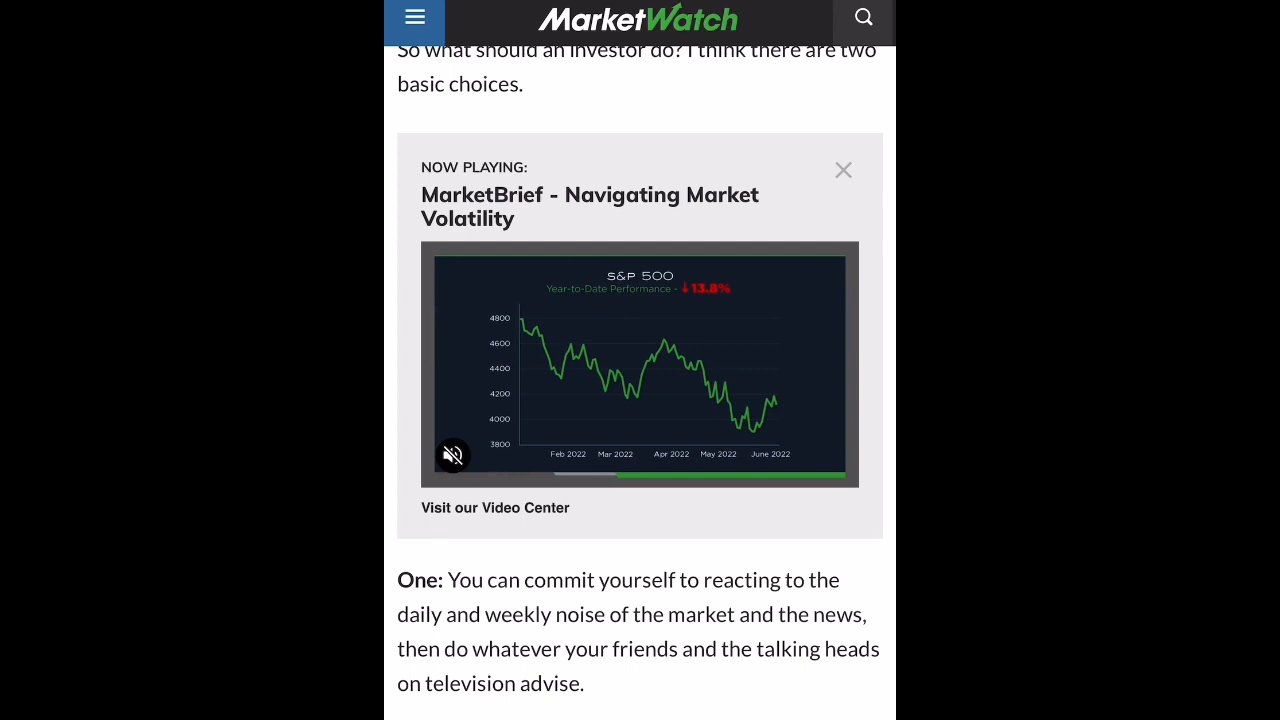 MarketWatch
So what should an investor do? I think there are two
basic choices.
NOW PLAYING:
MarketBrief - Navigating Market
Volatility
S&P 500
Year-to-Date Performance - ↓13.8%
4800
4600
4400
4200
4000
3800
Feb 2022 Mar 2022 Apr 2022 May 2022 June 2022
Visit our Video Center
One: You can commit yourself to reacting to the
daily and weekly noise of the market and the news,
then do whatever your friends and the talking heads
on television advise.